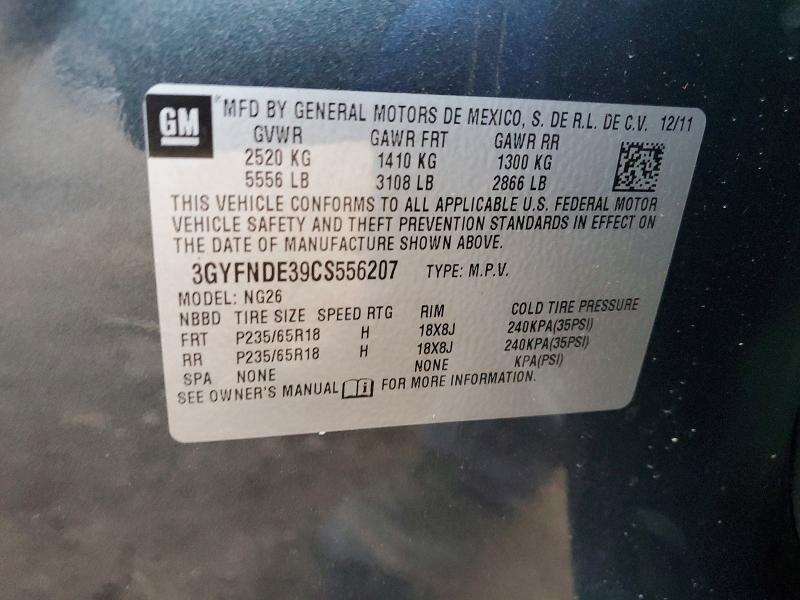 GM MFD BY GENERAL MOTORS DE MEXICO, S. DE R.L. DE C.V. 12/11
GVWR GAWR FRT GAWR RR
2520 KG 1410 KG 1300 KG
5556 LB 3108 LB 2866 LB
THIS VEHICLE CONFORMS TO ALL APPLICABLE U.S. FEDERAL MOTOR
VEHICLE SAFETY AND THEFT PREVENTION STANDARDS IN EFFECT ON
THE DATE OF MANUFACTURE SHOWN ABOVE.
3GYFNDE39CS556207 TYPE: M.P.V.
MODEL: NG26
NBBD TIRE SIZE SPEED RTG RIM COLD TIRE PRESSURE
FRT P235/65R18 H 18X8J 240KPA(35PSI)
RR P235/65R18 H 18X8J 240KPA(35PSI)
SPA NONE NONE KPA(PSI)
SEE OWNER'S MANUAL FOR MORE INFORMATION.